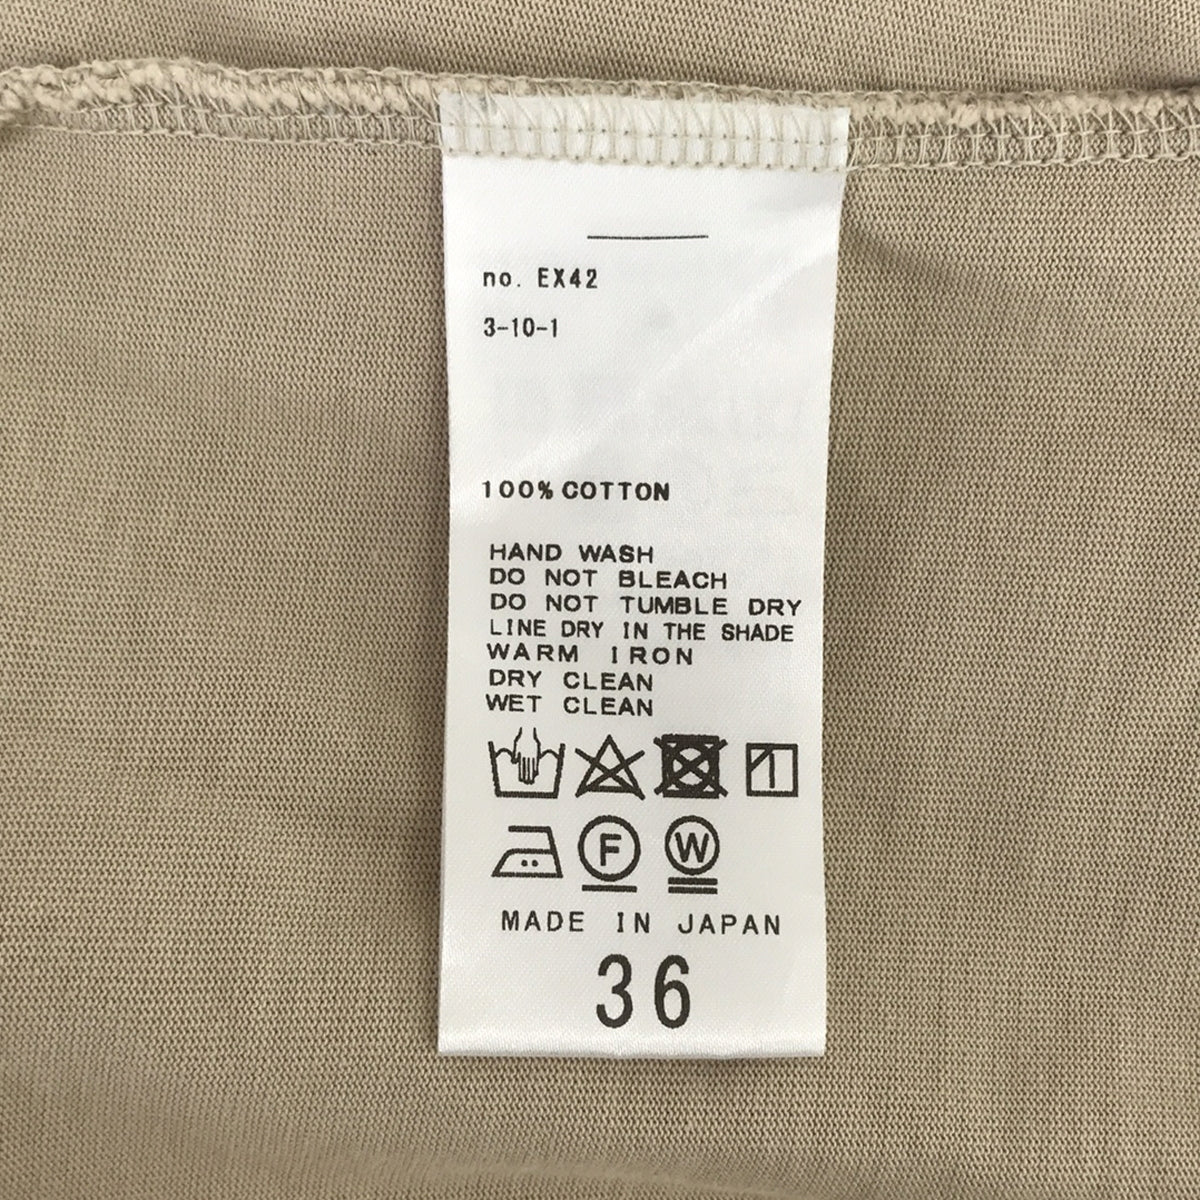 no. EX42
3-10-1
100% COTTON
HAND WASH
DO NOT BLEACH
DO NOT TUMBLE DRY
LINE DRY IN THE SHADE
WARM IRON
DRY CLEAN
WET CLEAN
F W
MADE IN JAPAN
36